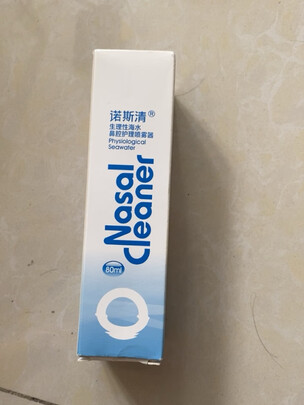 诺斯清®
生理性海水
鼻腔护理喷雾器
Physiological
Seawater
Nasal
Cleaner
80ml